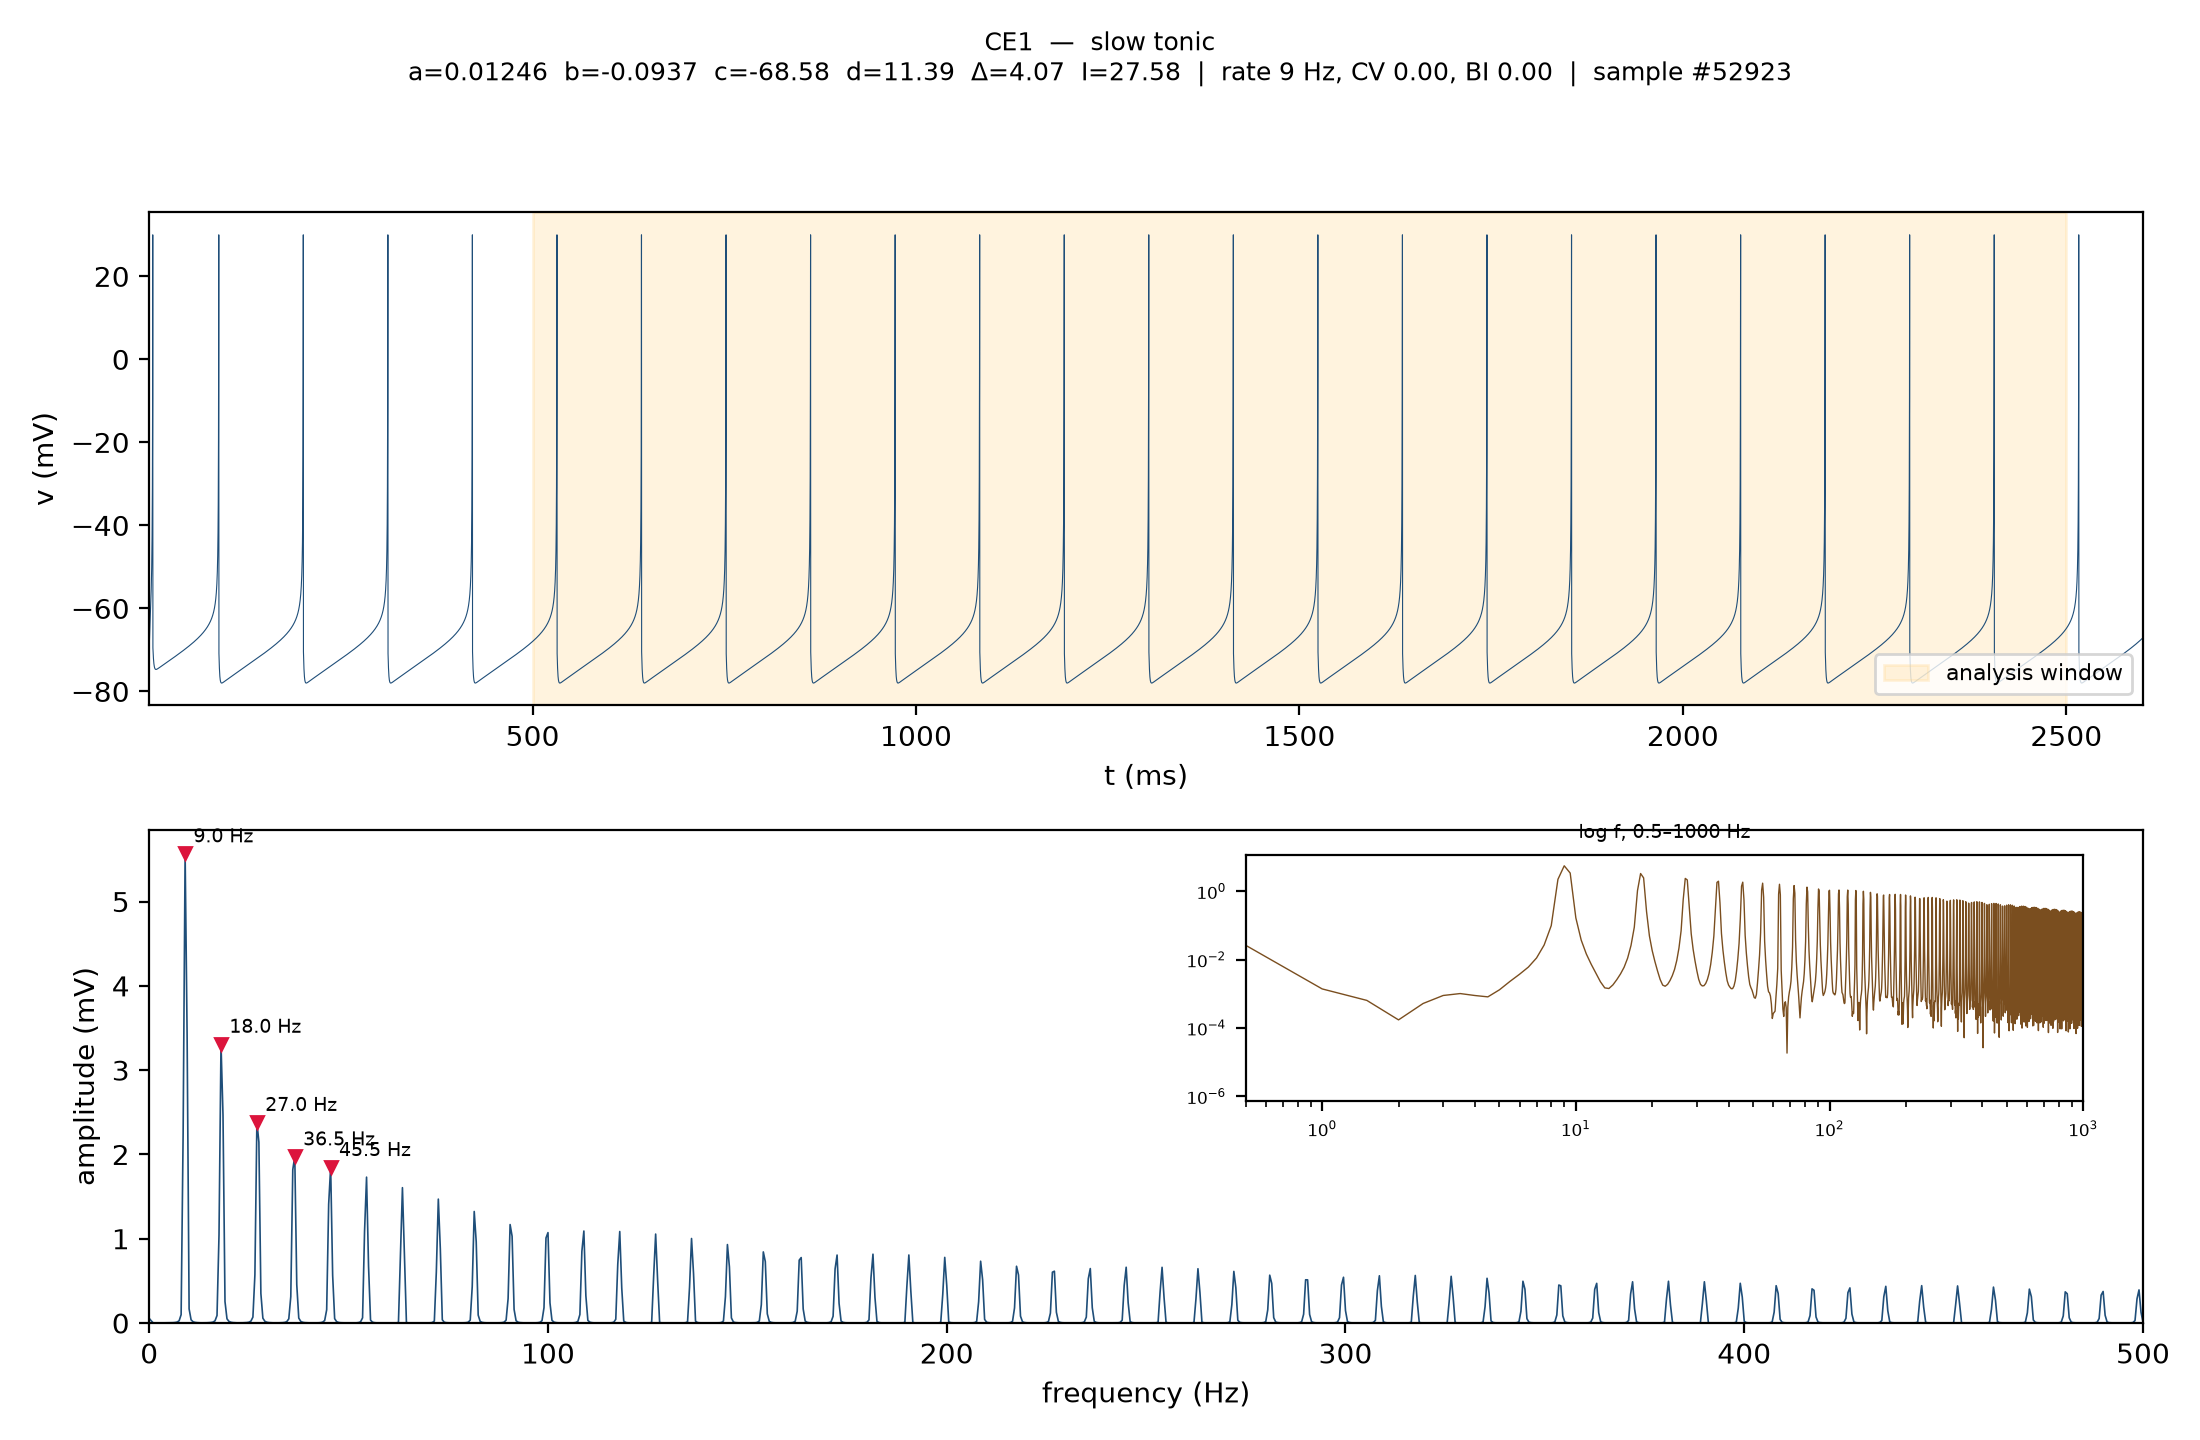 CE1 — slow tonic
a=0.01246 b=-0.0937 c=-68.58 d=11.39 Δ=4.07 I=27.58 | rate 9 Hz, CV 0.00, BI 0.00 | sample #52923
20
0
−20
−40
−60
−80
v (mV)
analysis window
500
1000
1500
2000
2500
t (ms)
9.0 Hz
18.0 Hz
27.0 Hz
36.5 Hz
45.5 Hz
log f, 0.5–1000 Hz
10⁰
10⁻²
10⁻⁴
10⁻⁶
10⁰
10¹
10²
10³
5
4
3
2
1
0
amplitude (mV)
0
100
200
300
400
500
frequency (Hz)